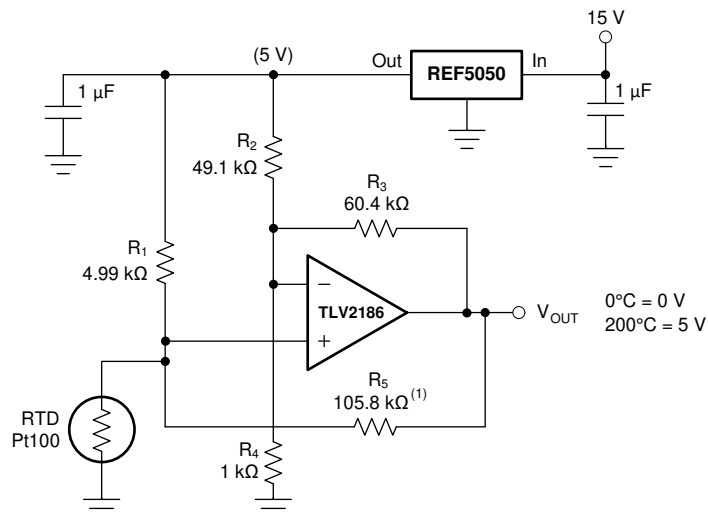 15 V
(5 V)
Out
REF5050
In
1 µF
1 µF
R2
49.1 kΩ
R3
60.4 kΩ
R1
4.99 kΩ
−
TLV2186
+
VOUT
0°C = 0 V
200°C = 5 V
RTD
Pt100
R5
105.8 kΩ(1)
R4
1 kΩ